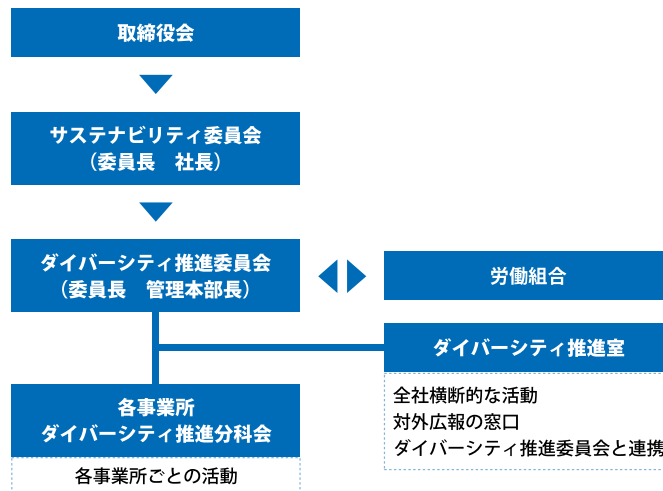 取締役会
サステナビリティ委員会
（委員長　社長）
ダイバーシティ推進委員会
（委員長　管理本部長）
労働組合
ダイバーシティ推進室
全社横断的な活動
対外広報の窓口
ダイバーシティ推進委員会と連携
各事業所
ダイバーシティ推進分科会
各事業所ごとの活動